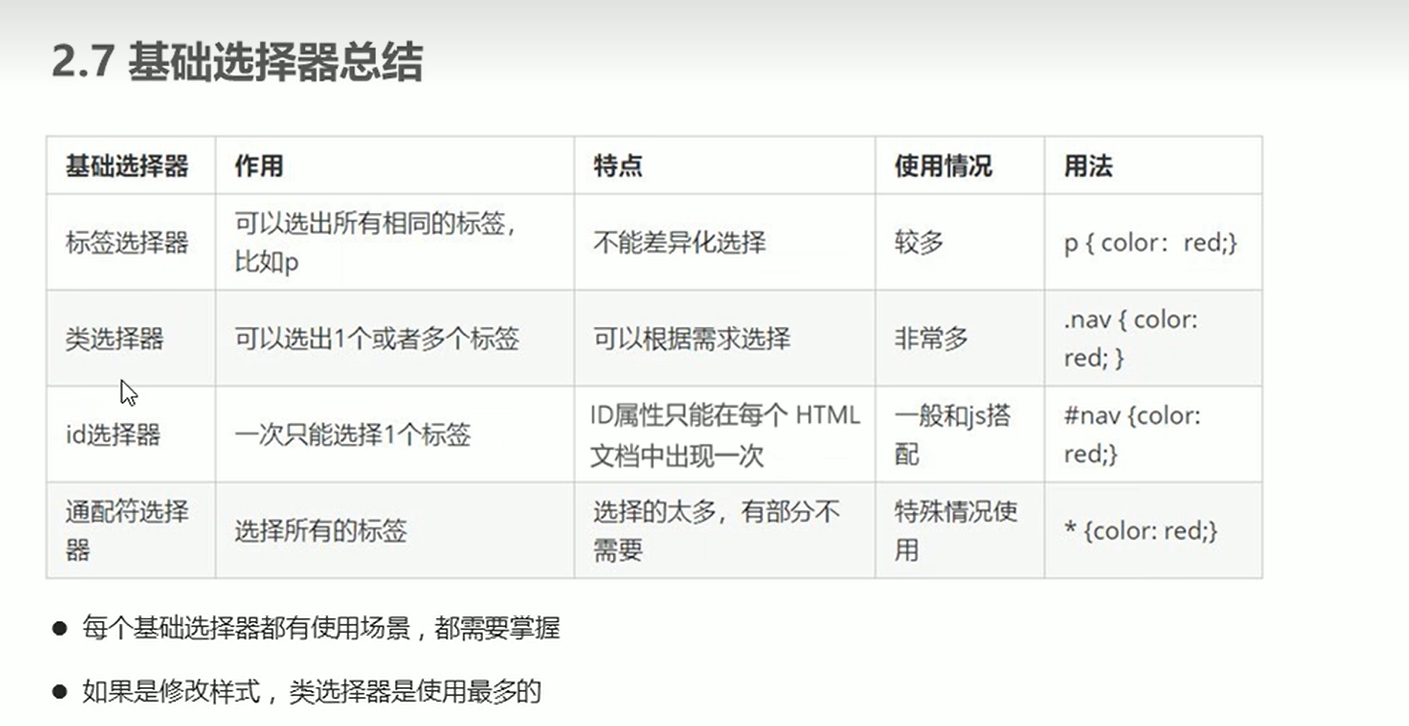 2.7 基础选择器总结
基础选择器 作用 特点 使用情况 用法
标签选择器
可以选出所有相同的标签，
比如p
不能差异化选择
较多
p { color：red;}
类选择器
可以选出1个或者多个标签
可以根据需求选择
非常多
.nav { color:
red; }
id选择器
一次只能选择1个标签
ID属性只能在每个 HTML
文档中出现一次
一般和js搭
配
#nav {color:
red;}
通配符选择
器
选择所有的标签
选择的太多，有部分不
需要
特殊情况使
用
* {color: red;}
● 每个基础选择器都有使用场景，都需要掌握
● 如果是修改样式，类选择器是使用最多的